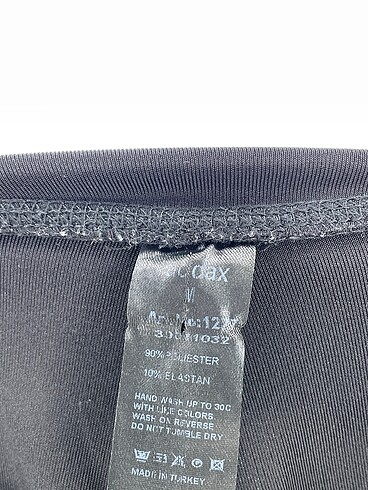 M
90% POLIESTER
10% ELASTAN
HAND WASH UP TO 30C
WITH LIKE COLORS
WASH ON REVERSE
DO NOT TUMBLE DRY
MADE IN TURKEY